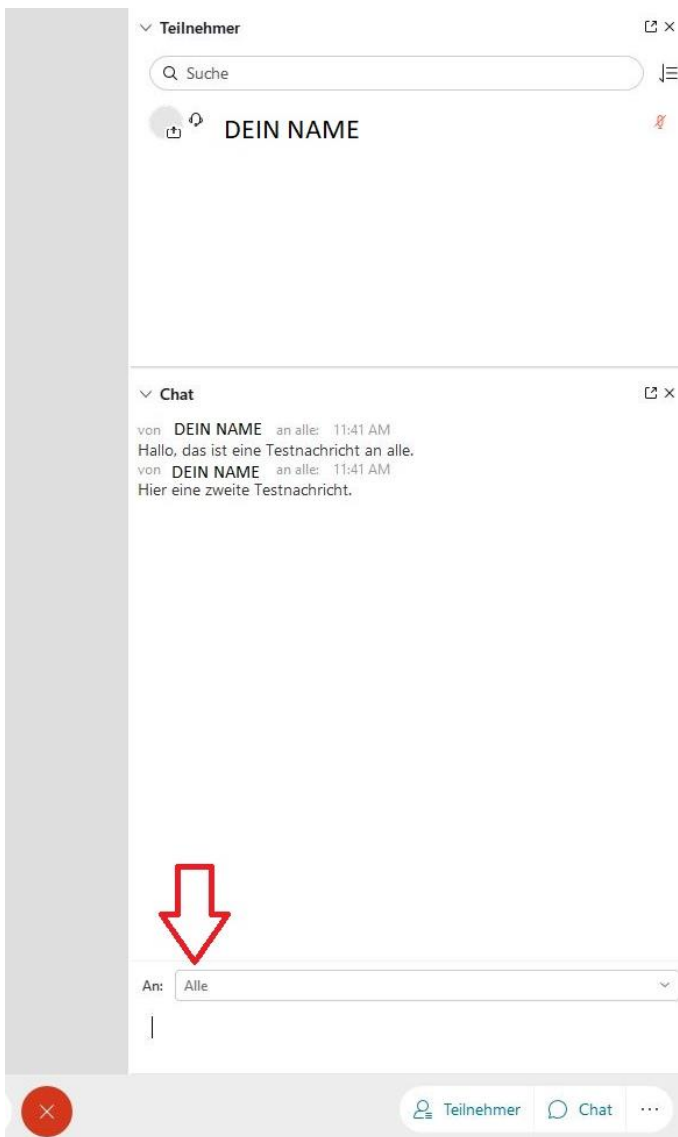 Teilnehmer
Suche
DEIN NAME
Chat
von DEIN NAME an alle: 11:41 AM
Hallo, das ist eine Testnachricht an alle.
von DEIN NAME an alle: 11:41 AM
Hier eine zweite Testnachricht.
An: Alle
Teilnehmer Chat ...